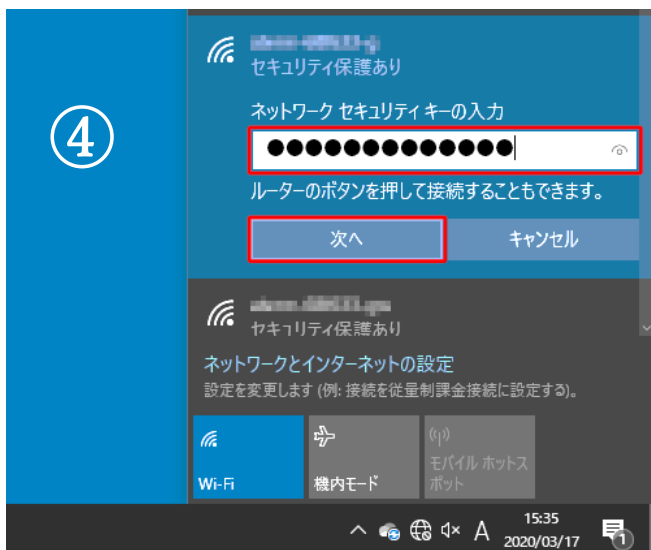 ④
セキュリティ保護あり
ネットワーク セキュリティ キーの入力
●●●●●●●●●●●●●
ルーターのボタンを押して接続することもできます。
次へ キャンセル
セキュリティ保護あり
ネットワークとインターネットの設定
設定を変更します (例: 接続を従量制課金接続に設定する)。
Wi-Fi
機内モード
モバイル ホットス
ポット
A
15:35
2020/03/17
1